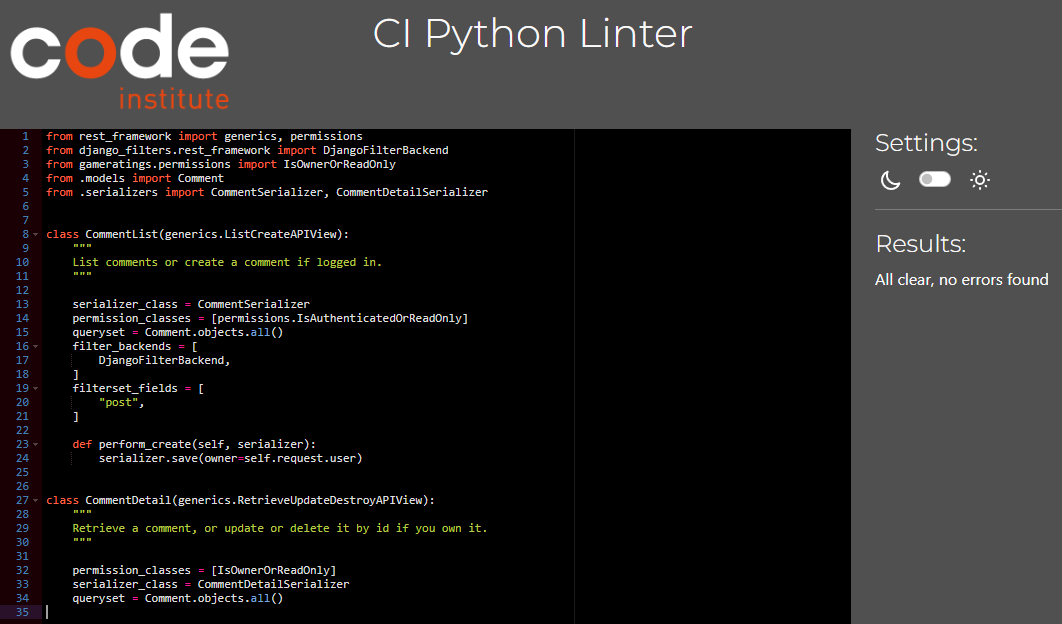 code
institute
CI Python Linter
1 from rest_framework import generics, permissions
2 from django_filters.rest_framework import DjangoFilterBackend
3 from gameratings.permissions import IsOwnerOrReadOnly
4 from .models import Comment
5 from .serializers import CommentSerializer, CommentDetailSerializer
6
7
8 class CommentList(generics.ListCreateAPIView):
9     """
10     List comments or create a comment if logged in.
11     """
12
13     serializer_class = CommentSerializer
14     permission_classes = [permissions.IsAuthenticatedOrReadOnly]
15     queryset = Comment.objects.all()
16     filter_backends = [
17         DjangoFilterBackend,
18     ]
19     filterset_fields = [
20         "post",
21     ]
22
23     def perform_create(self, serializer):
24         serializer.save(owner=self.request.user)
25
26
27 class CommentDetail(generics.RetrieveUpdateDestroyAPIView):
28     """
29     Retrieve a comment, or update or delete it by id if you own it.
30     """
31
32     permission_classes = [IsOwnerOrReadOnly]
33     serializer_class = CommentDetailSerializer
34     queryset = Comment.objects.all()
35
Settings:
Results:
All clear, no errors found